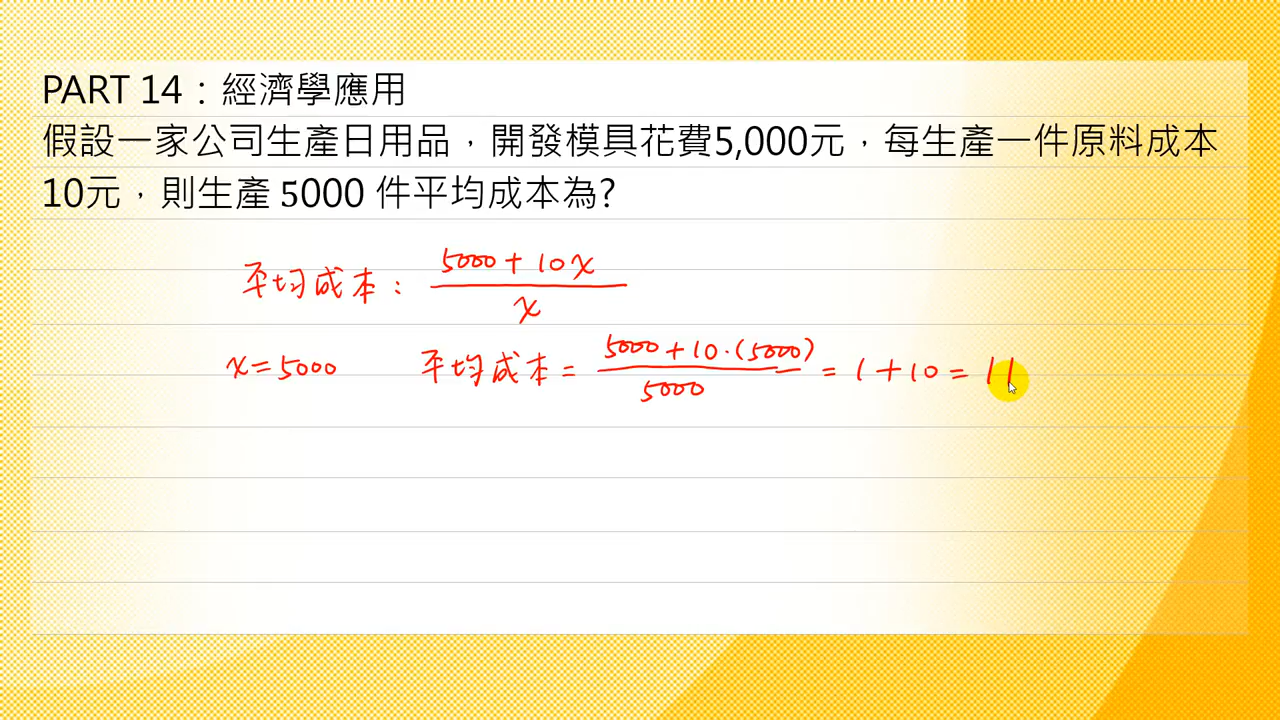 PART 14：經濟學應用
假設一家公司生產日用品，開發模具花費5,000元，每生產一件原料成本
10元，則生產 5000 件平均成本為?
平均成本： (5000 + 10x) / x
x = 5000 平均成本 = (5000 + 10·(5000)) / 5000 = 1 + 10 = 11